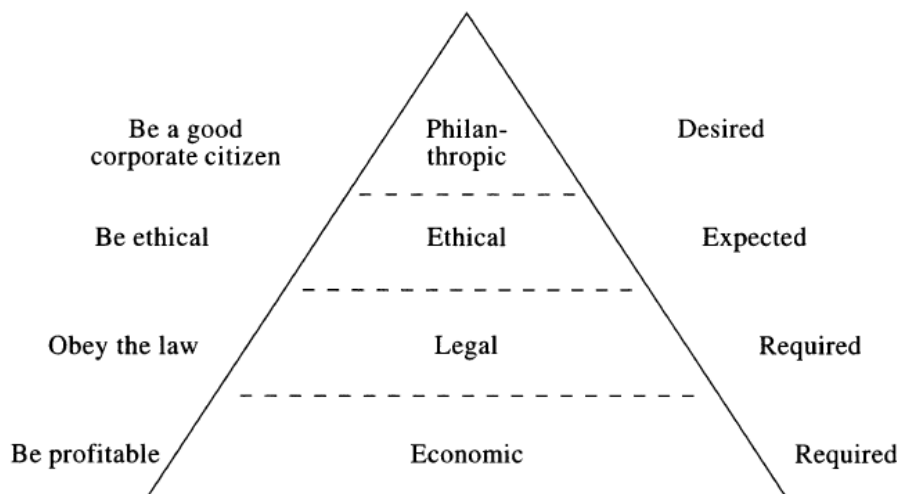 Be a good
corporate citizen
Philan-
thropic
Desired
Be ethical
Ethical
Expected
Obey the law
Legal
Required
Be profitable
Economic
Required